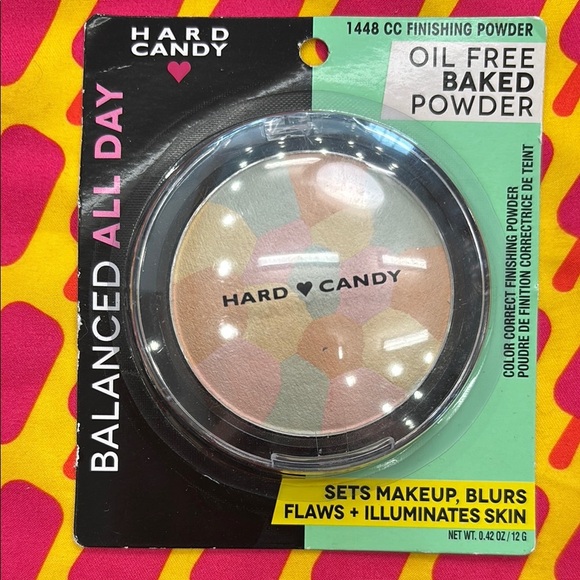 HARD
CANDY
1448 CC FINISHING POWDER
OIL FREE
BAKED
POWDER
BALANCED ALL DAY
HARD ♥ CANDY
COLOR CORRECT FINISHING POWDER
POUDRE DE FINITION CORRECTRICE DE TEINT
SETS MAKEUP, BLURS
FLAWS + ILLUMINATES SKIN
NET WT. 0.42 OZ / 12 G